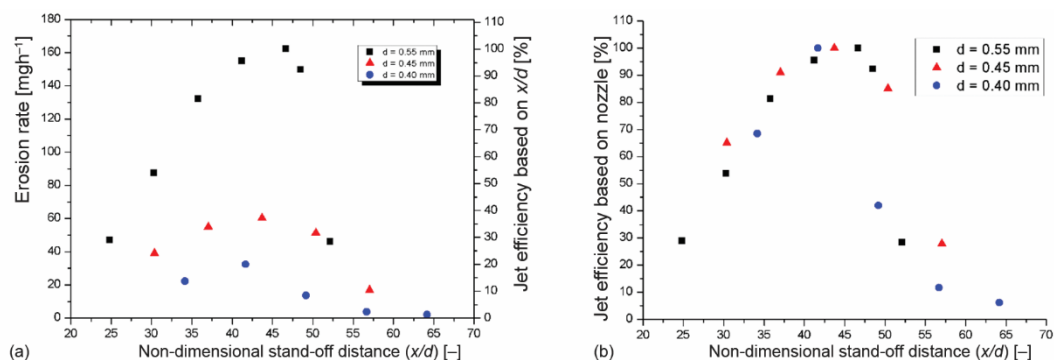 Erosion rate [mgh⁻¹]
180
160
140
120
100
80
60
40
20
0
d = 0.55 mm
d = 0.45 mm
d = 0.40 mm
110
100
90
80
70
60
50
40
30
20
10
0
Jet efficiency based on x/d [%]
20 25 30 35 40 45 50 55 60 65 70
(a) Non-dimensional stand-off distance (x/d) [–]
Jet efficiency based on nozzle [%]
110
100
90
80
70
60
50
40
30
20
10
0
d = 0.55 mm
d = 0.45 mm
d = 0.40 mm
20 25 30 35 40 45 50 55 60 65 70
(b) Non-dimensional stand-off distance (x/d) [–]